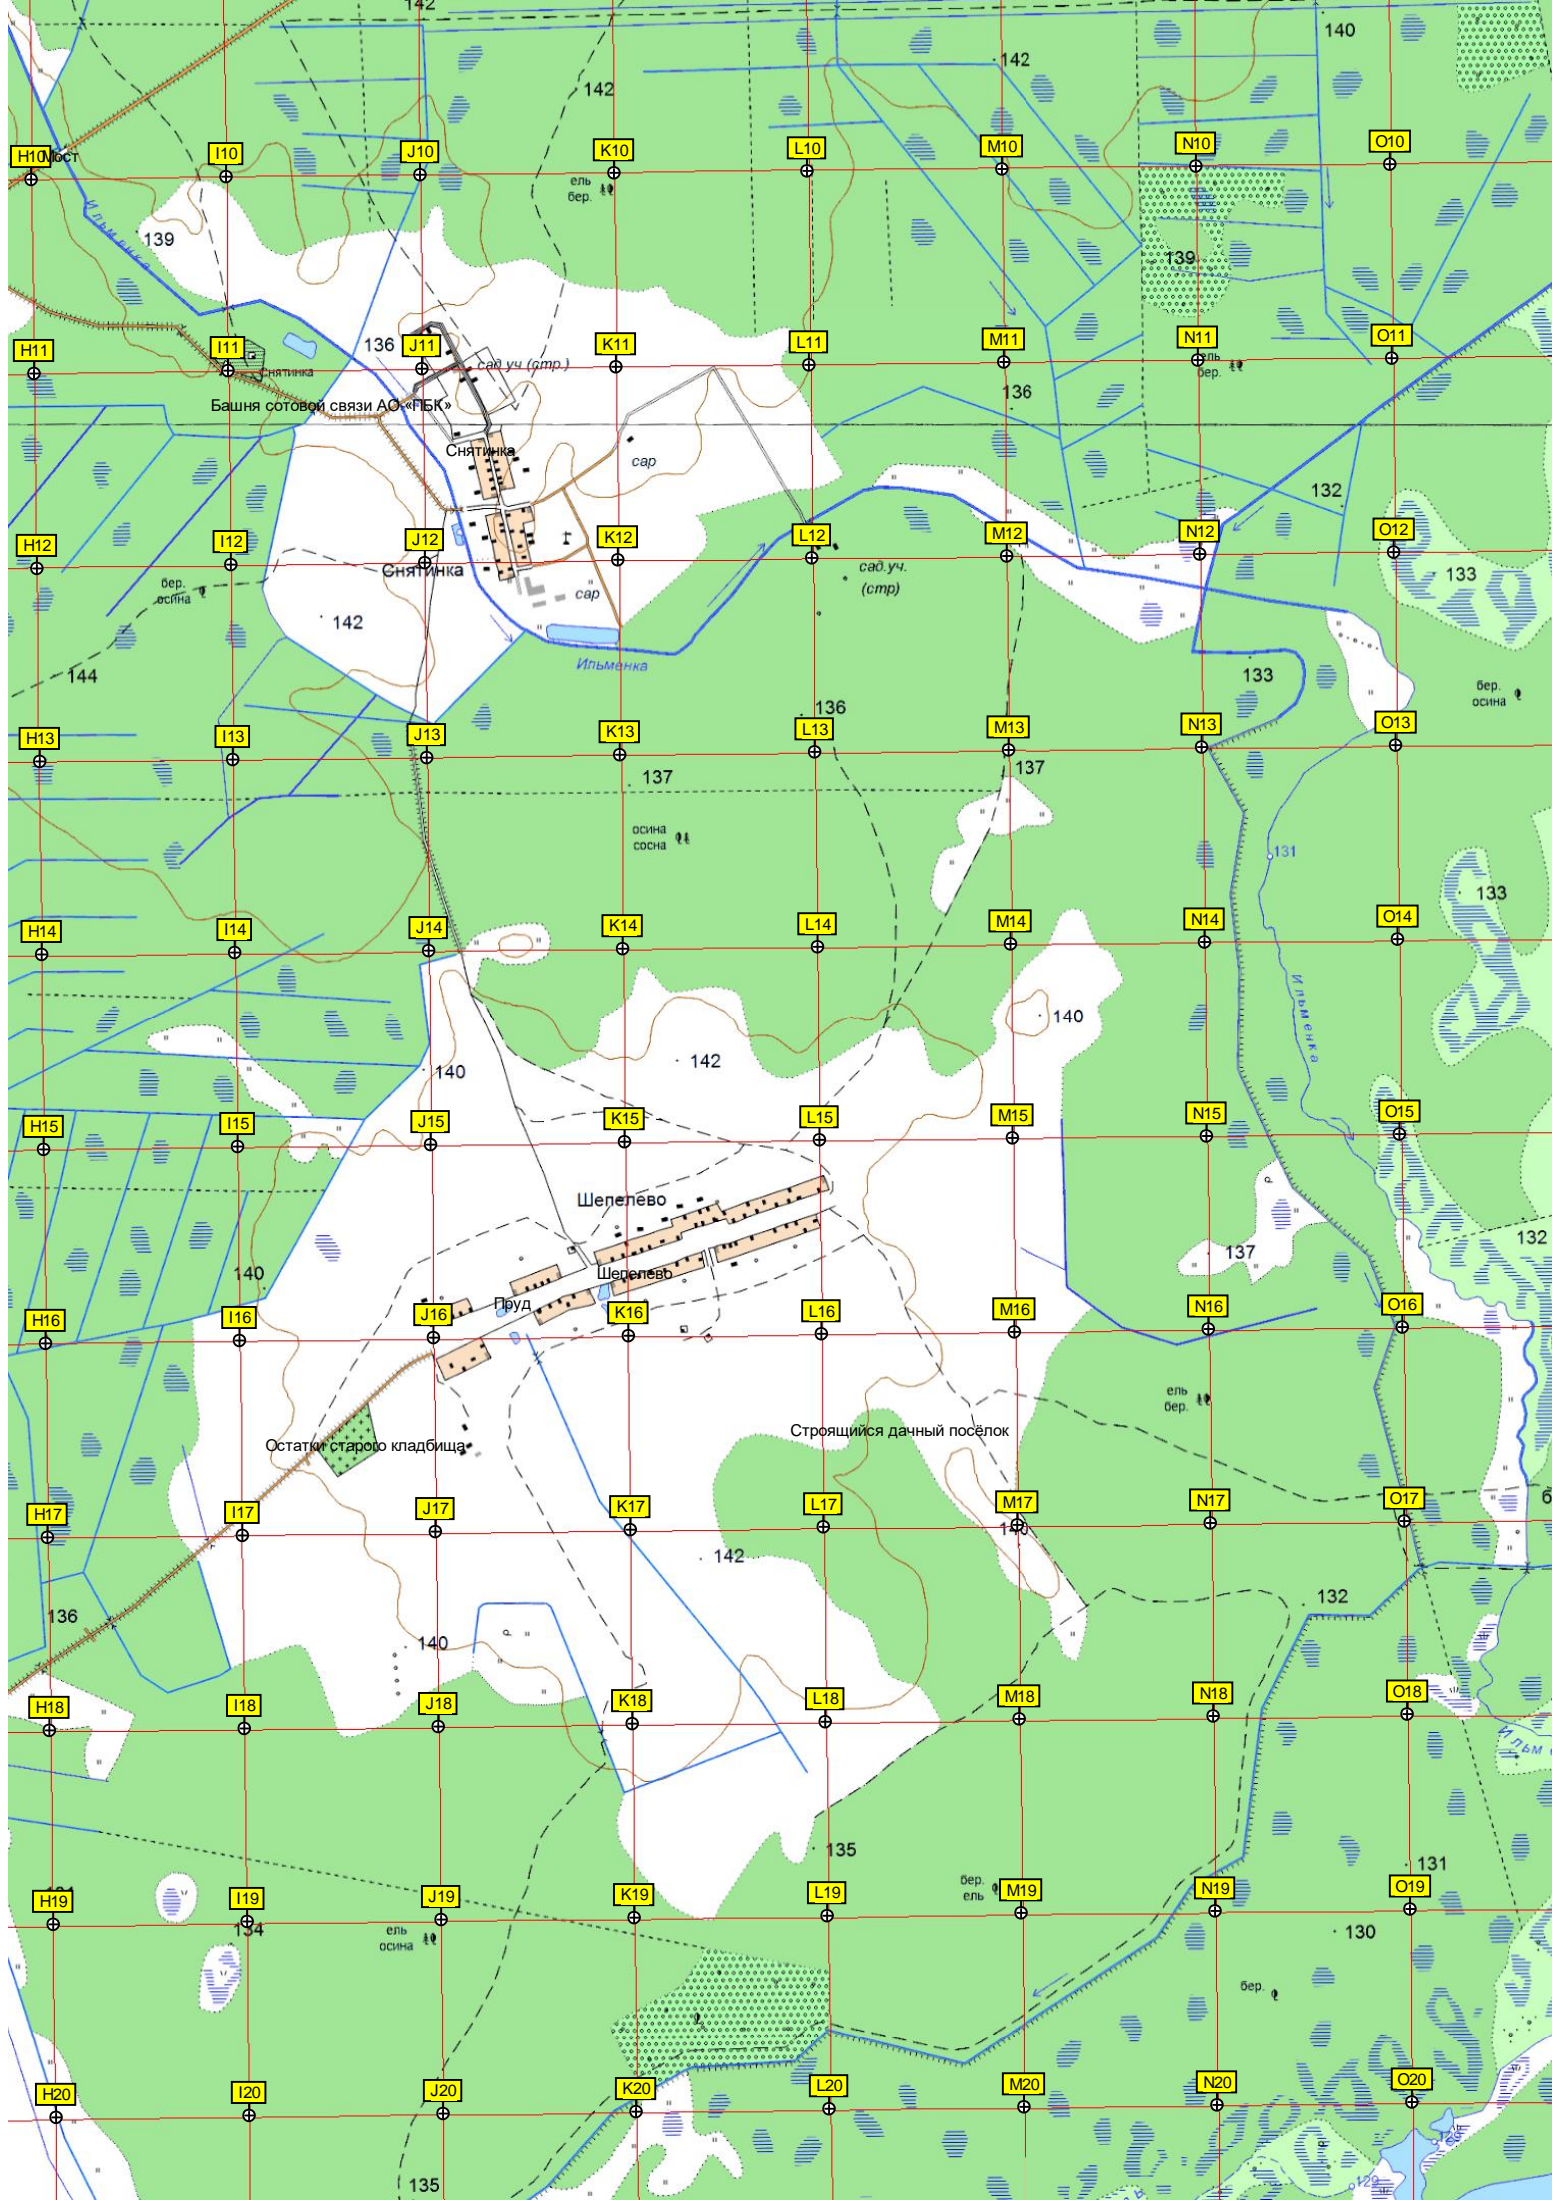 142
140
142
142
H10 Мост
I10
J10
K10
L10
M10
N10
O10
ель
бер.
Ильменка
139
139
136
H11
I11
J11
K11
L11
M11
N11
O11
сад.уч (стр.)
Снятинка
ель
бер.
136
Башня сотовой связи АО «ПБК»
Снятинка
сар
132
H12
I12
J12
K12
L12
M12
N12
O12
Снятинка
сад.уч.
(стр)
133
бер.
осина
сар
142
Ильменка
144
133
бер.
осина
136
H13
I13
J13
K13
L13
M13
N13
O13
137
137
осина
сосна
131
133
H14
I14
J14
K14
L14
M14
N14
O14
Ильменка
140
142
140
H15
I15
J15
K15
L15
M15
N15
O15
Шепелево
132
137
140
Шепелево
Пруд
H16
I16
J16
K16
L16
M16
N16
O16
ель
бер.
Строящийся дачный посёлок
Остатки старого кладбища
H17
I17
J17
K17
L17
M17
N17
O17
б
140
142
132
136
140
H18
I18
J18
K18
L18
M18
N18
O18
Ильм
135
131
бер.
ель
H19
I19
J19
K19
L19
M19
N19
O19
134
ель
осина
130
бер.
H20
I20
J20
K20
L20
M20
N20
O20
135
129